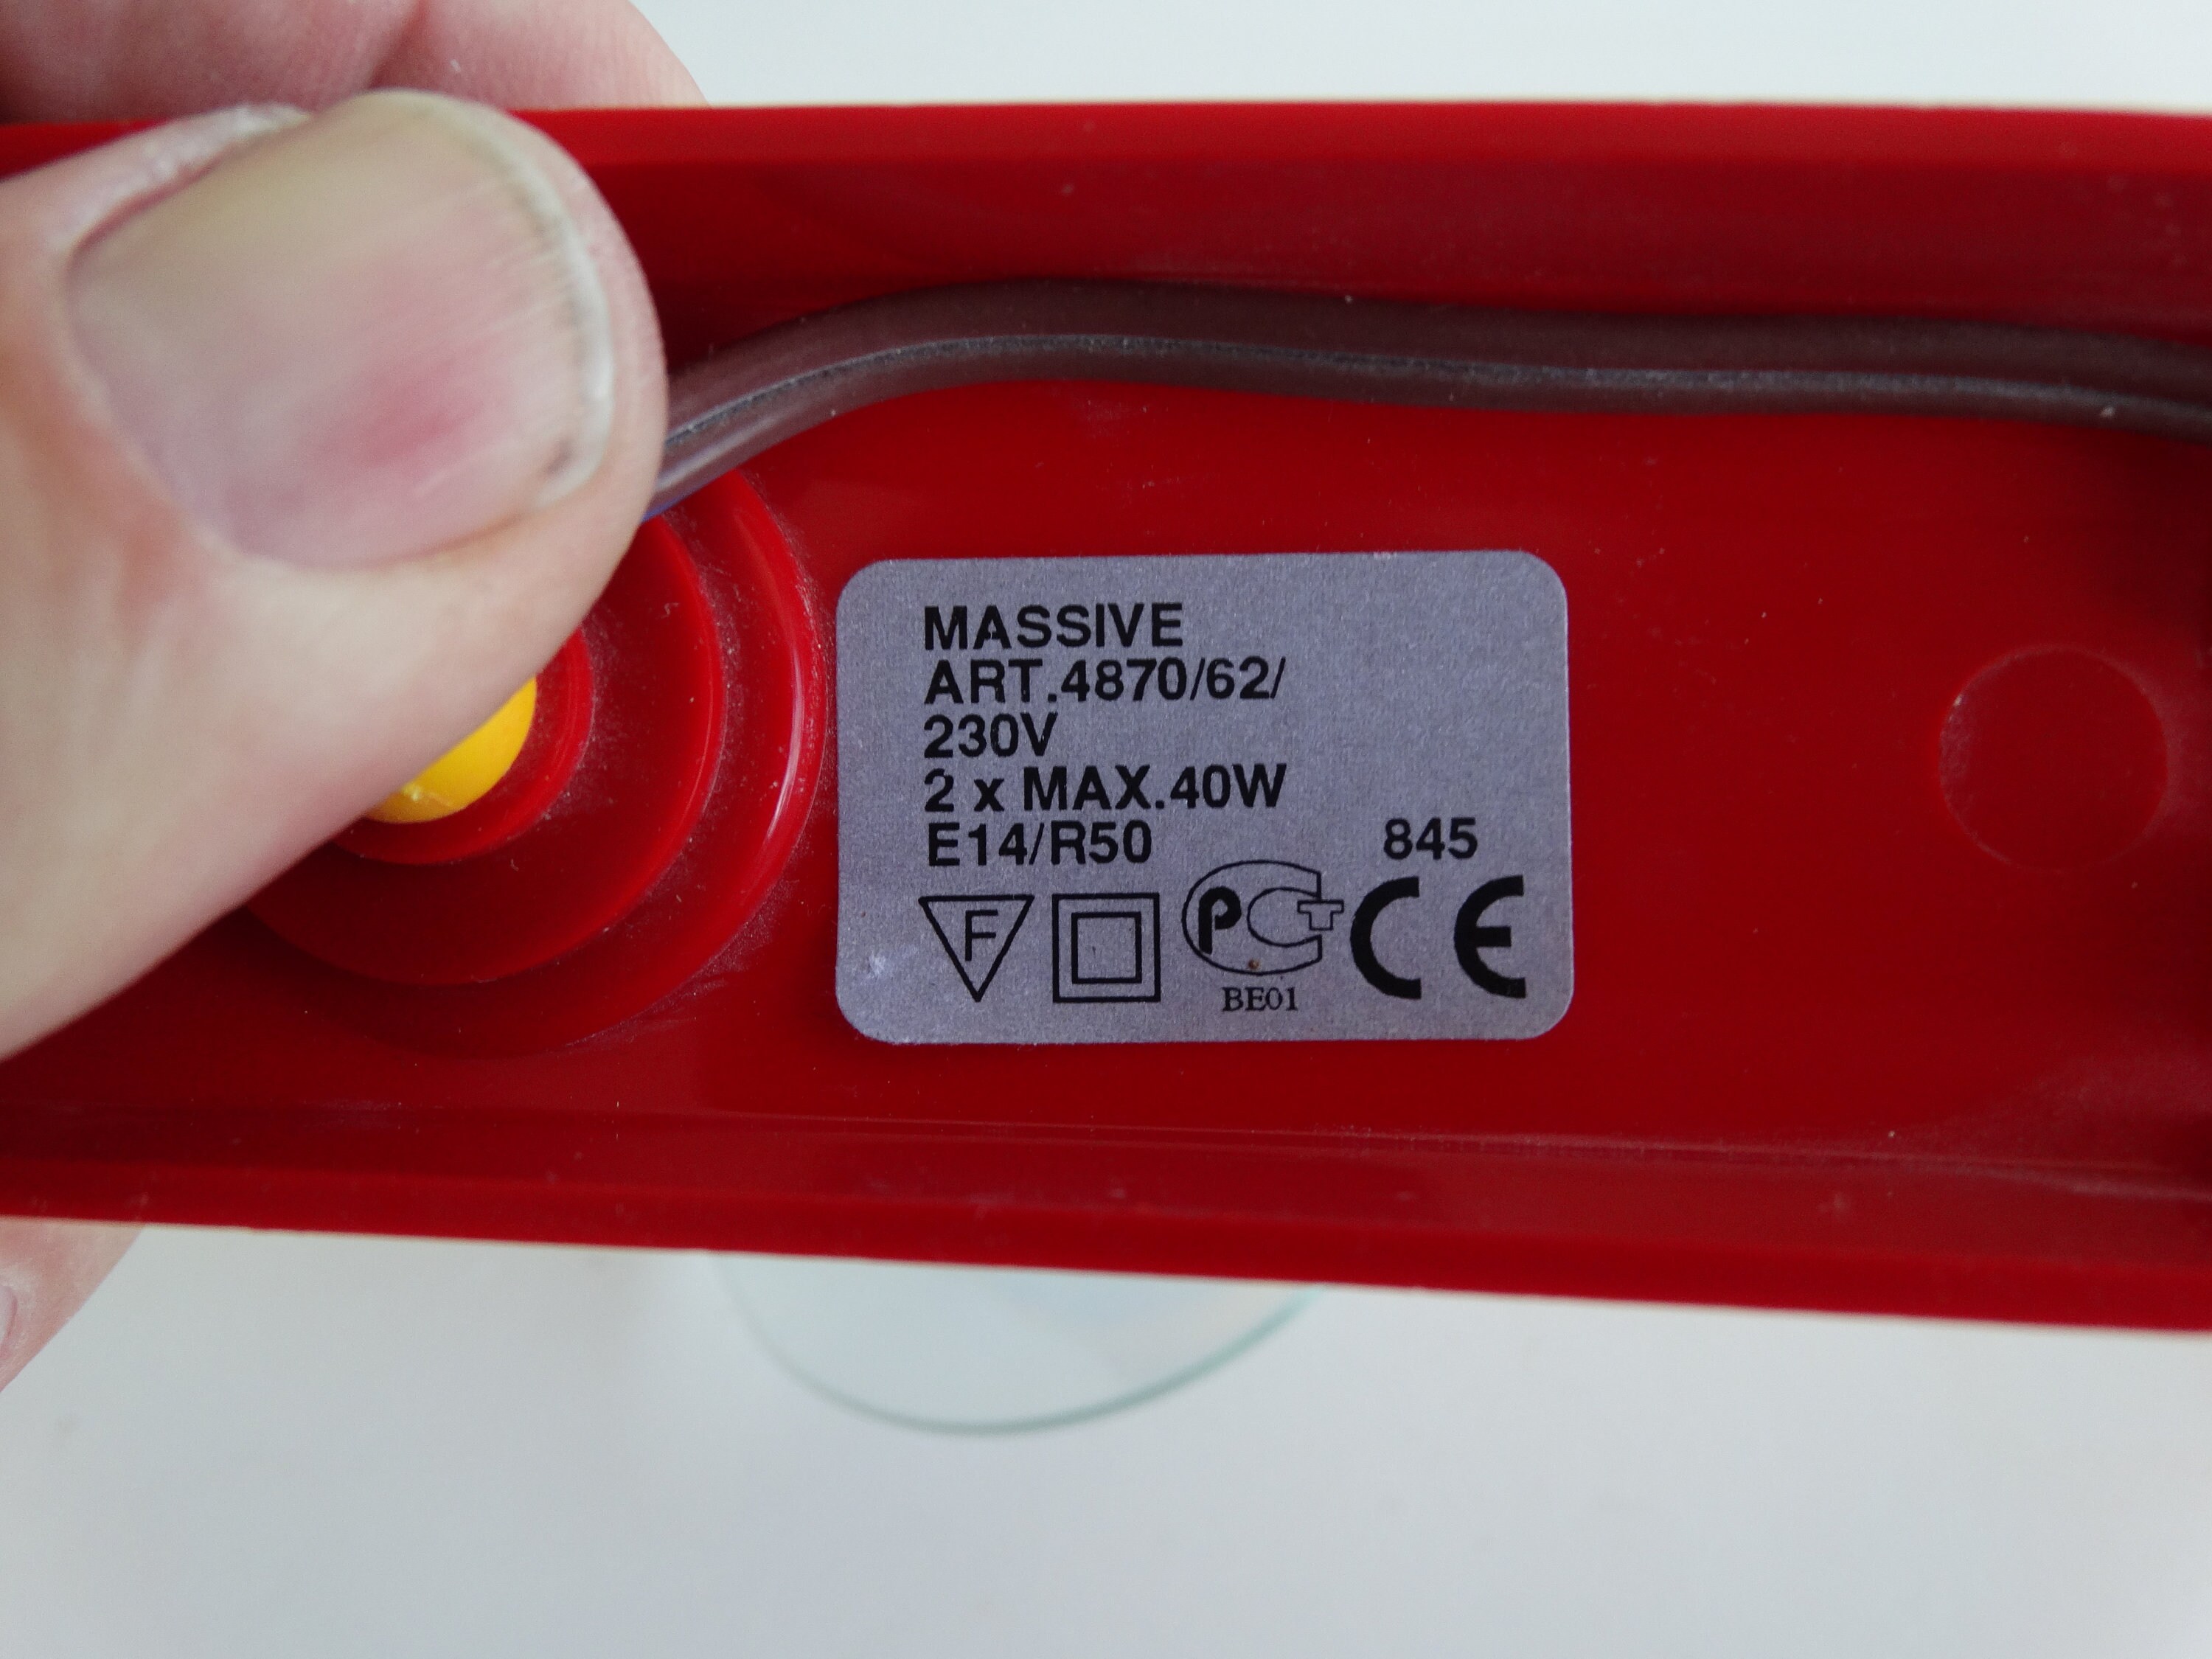 MASSIVE
ART.4870/62/
230V
2 x MAX.40W
E14/R50
845
F
PCT
CE
BE01